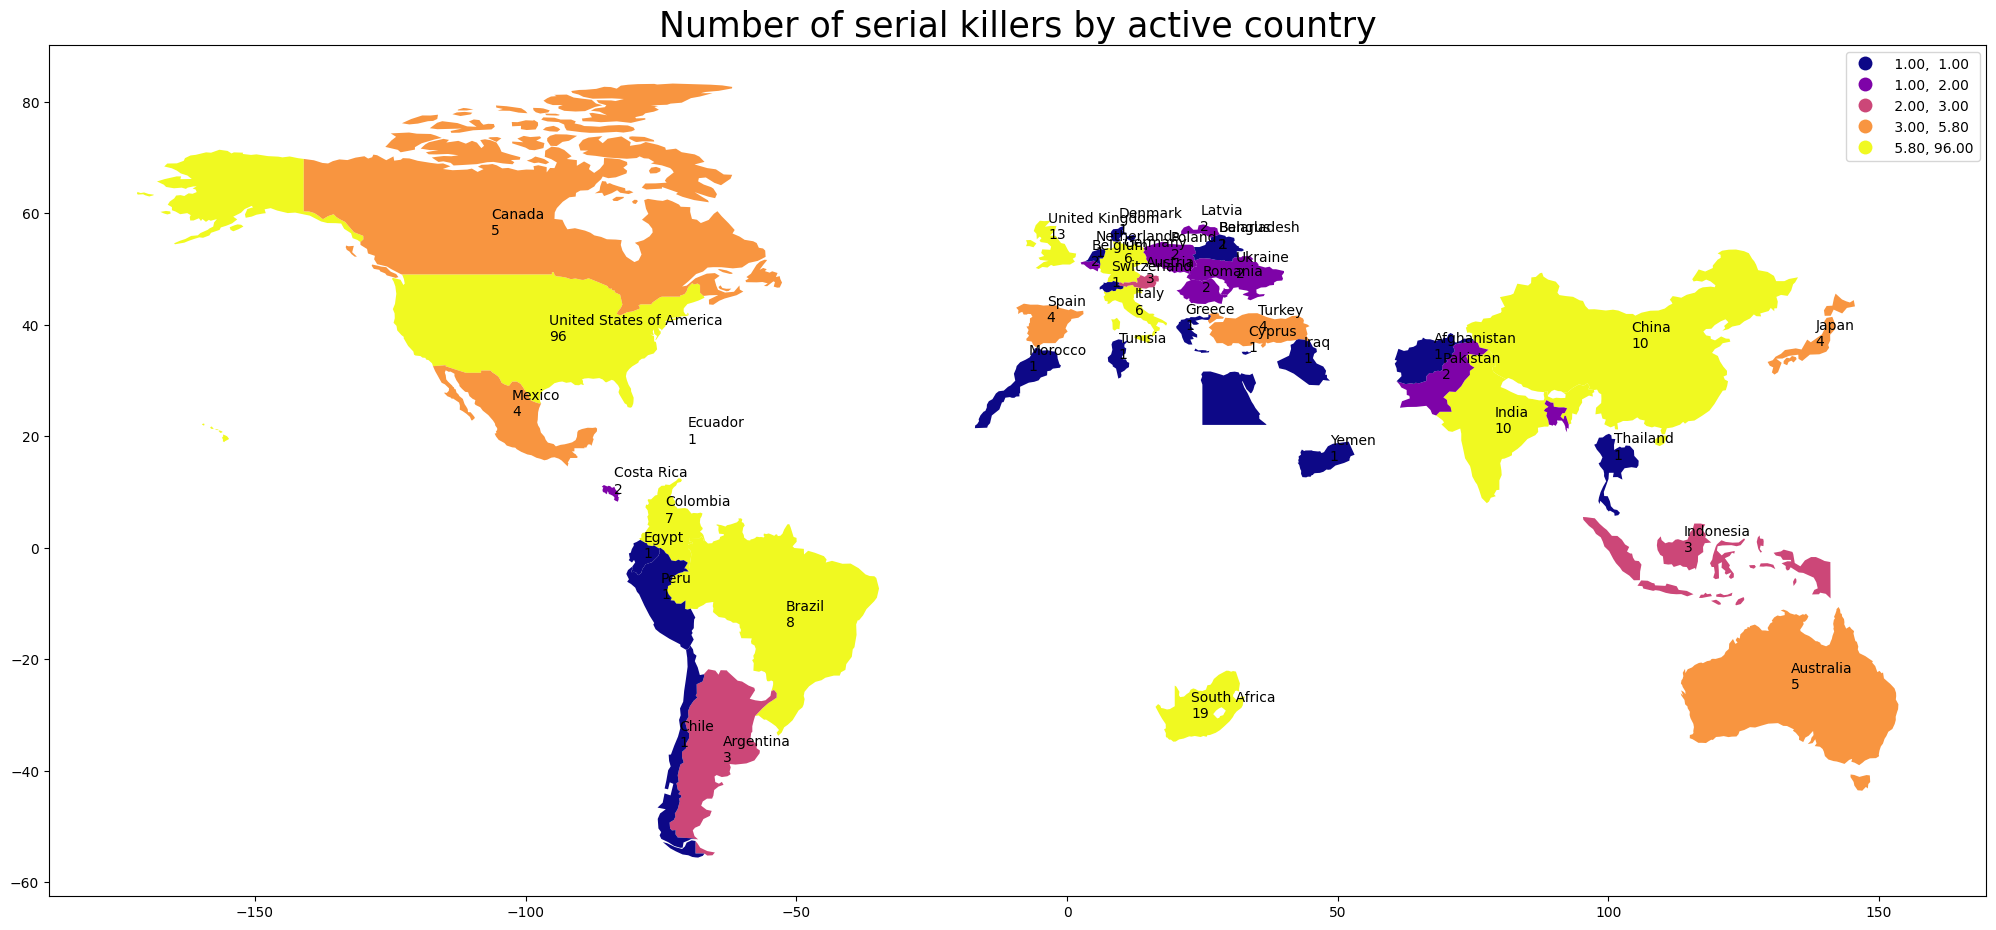 Number of serial killers by active country
1.00, 1.00
1.00, 2.00
2.00, 3.00
3.00, 5.80
5.80, 96.00
80
60
40
20
0
−20
−40
−60
Canada
5
United States of America
96
Mexico
4
Ecuador
1
Costa Rica
2
Colombia
7
Egypt
1
Peru
1
Brazil
8
Chile
1
Argentina
3
United Kingdom
13
Denmark
1
Latvia
2
Belarus
Bangladesh
2
Netherlands
Belgium
2
Germany
6
Poland
2
Ukraine
2
Switzerland
1
Austria
3
Romania
2
Italy
6
Spain
4
Greece
1
Turkey
4
Cyprus
1
Morocco
1
Tunisia
1
Iraq
1
Yemen
1
Afghanistan
1
Pakistan
2
India
10
China
10
Japan
4
Thailand
1
Indonesia
3
Australia
5
South Africa
19
−150
−100
−50
0
50
100
150